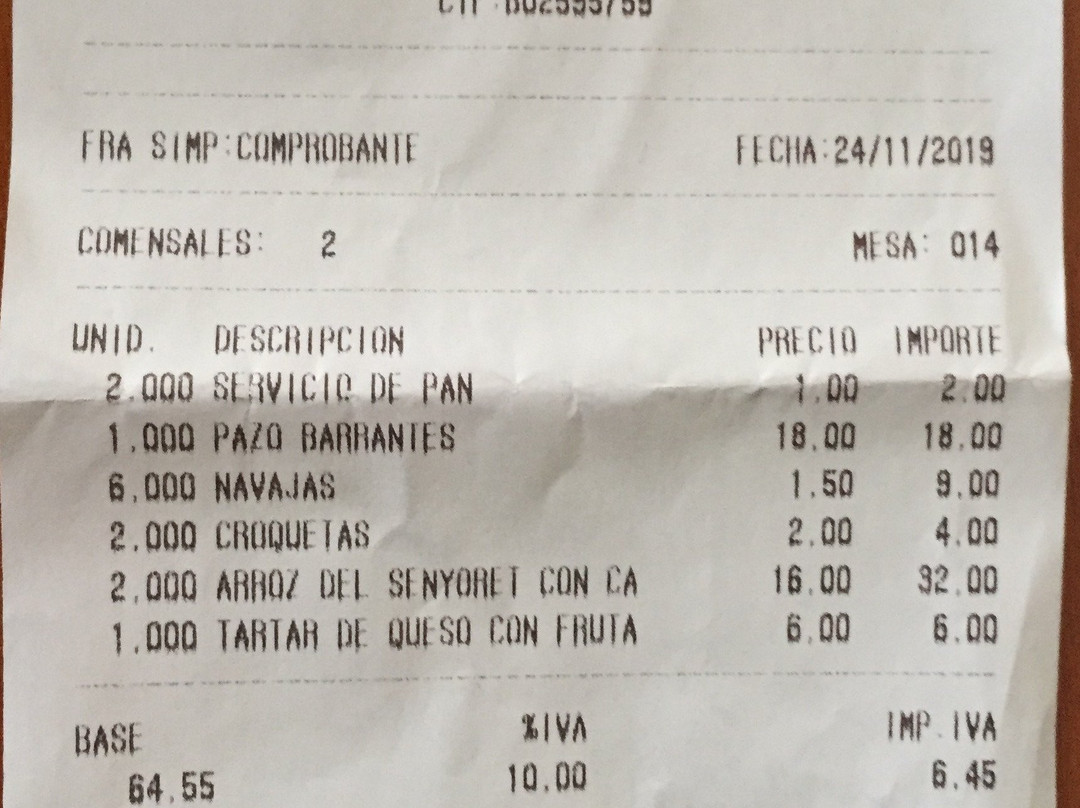 FRA SIMP:COMPROBANTE FECHA:24/11/2019
COMENSALES: 2 MESA: 014
UNID. DESCRIPCION PRECIO IMPORTE
2.000 SERVICIO DE PAN 1.00 2.00
1.000 PAZO BARRANTES 18.00 18.00
6.000 NAVAJAS 1.50 9.00
2.000 CROQUETAS 2.00 4.00
2.000 ARROZ DEL SENYORET CON CA 16.00 32.00
1.000 TARTAR DE QUESO CON FRUTA 6.00 6.00
BASE %IVA IMP.IVA
64.55 10.00 6.45